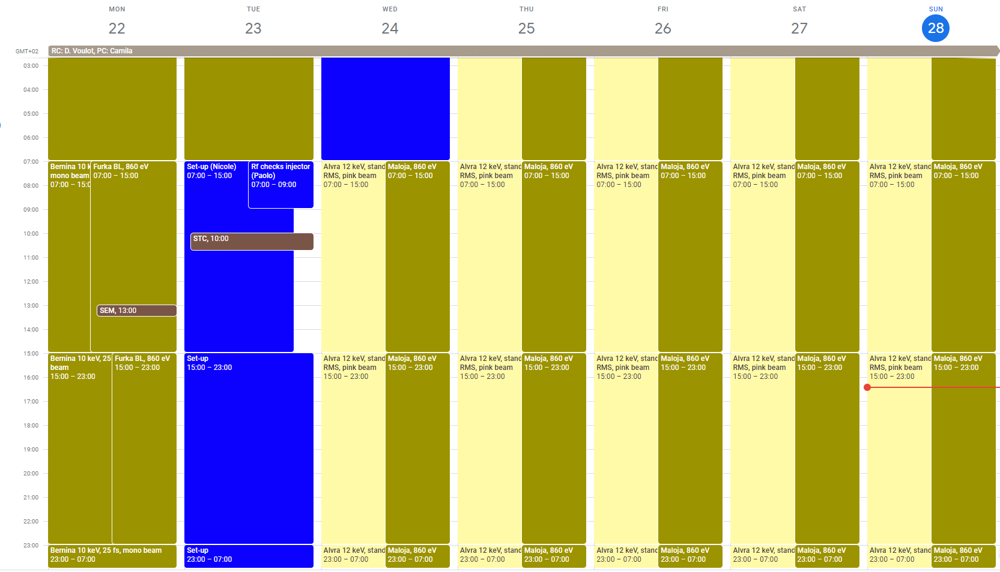 MON
22
TUE
23
WED
24
THU
25
FRI
26
SAT
27
SUN
28
GMT+02
RC: D. Voulot, PC: Camila
03:00
04:00
05:00
06:00
07:00
08:00
09:00
10:00
11:00
12:00
13:00
14:00
15:00
16:00
17:00
18:00
19:00
20:00
21:00
22:00
23:00
Bernina 10 k
mono beam
07:00 – 15:0
Furka BL, 860 eV
07:00 – 15:00
SEM, 13:00
Bernina 10 keV, 25
beam
15:00 – 23:00
Furka BL, 860 eV
15:00 – 23:00
Bernina 10 keV, 25 fs, mono beam
23:00 – 07:00
Set-up (Nicole)
07:00 – 15:00
Rf checks injector
(Paolo)
07:00 – 09:00
STC, 10:00
Set-up
15:00 – 23:00
Set-up
23:00 – 07:00
Alvra 12 keV, stand
RMS, pink beam
07:00 – 15:00
Maloja, 860 eV
07:00 – 15:00
Alvra 12 keV, stand
RMS, pink beam
15:00 – 23:00
Maloja, 860 eV
15:00 – 23:00
Alvra 12 keV, stand
23:00 – 07:00
Maloja, 860 eV
23:00 – 07:00
Alvra 12 keV, stand
RMS, pink beam
07:00 – 15:00
Maloja, 860 eV
07:00 – 15:00
Alvra 12 keV, stand
RMS, pink beam
15:00 – 23:00
Maloja, 860 eV
15:00 – 23:00
Alvra 12 keV, stand
23:00 – 07:00
Maloja, 860 eV
23:00 – 07:00
Alvra 12 keV, stand
RMS, pink beam
07:00 – 15:00
Maloja, 860 eV
07:00 – 15:00
Alvra 12 keV, stand
RMS, pink beam
15:00 – 23:00
Maloja, 860 eV
15:00 – 23:00
Alvra 12 keV, stand
23:00 – 07:00
Maloja, 860 eV
23:00 – 07:00
Alvra 12 keV, stand
RMS, pink beam
07:00 – 15:00
Maloja, 860 eV
07:00 – 15:00
Alvra 12 keV, stand
RMS, pink beam
15:00 – 23:00
Maloja, 860 eV
15:00 – 23:00
Alvra 12 keV, stand
23:00 – 07:00
Maloja, 860 eV
23:00 – 07:00
Alvra 12 keV, stand
RMS, pink beam
07:00 – 15:00
Maloja, 860 eV
07:00 – 15:00
Alvra 12 keV, stand
RMS, pink beam
15:00 – 23:00
Maloja, 860 eV
15:00 – 23:00
Alvra 12 keV, stand
23:00 – 07:00
Maloja, 860 eV
23:00 – 07:00